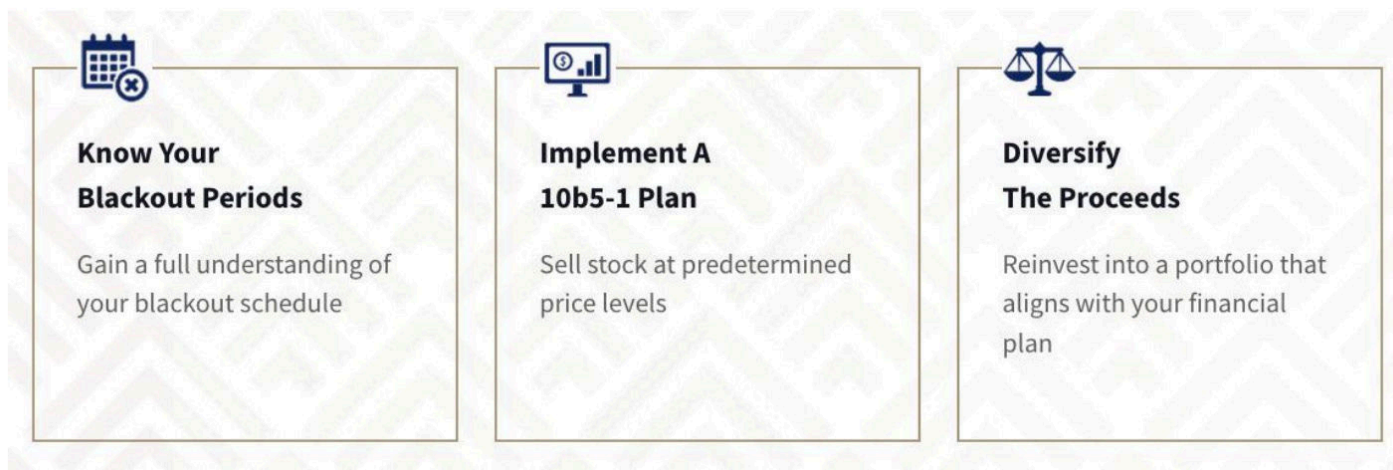 Know Your
Blackout Periods
Gain a full understanding of
your blackout schedule
Implement A
10b5-1 Plan
Sell stock at predetermined
price levels
Diversify
The Proceeds
Reinvest into a portfolio that
aligns with your financial
plan